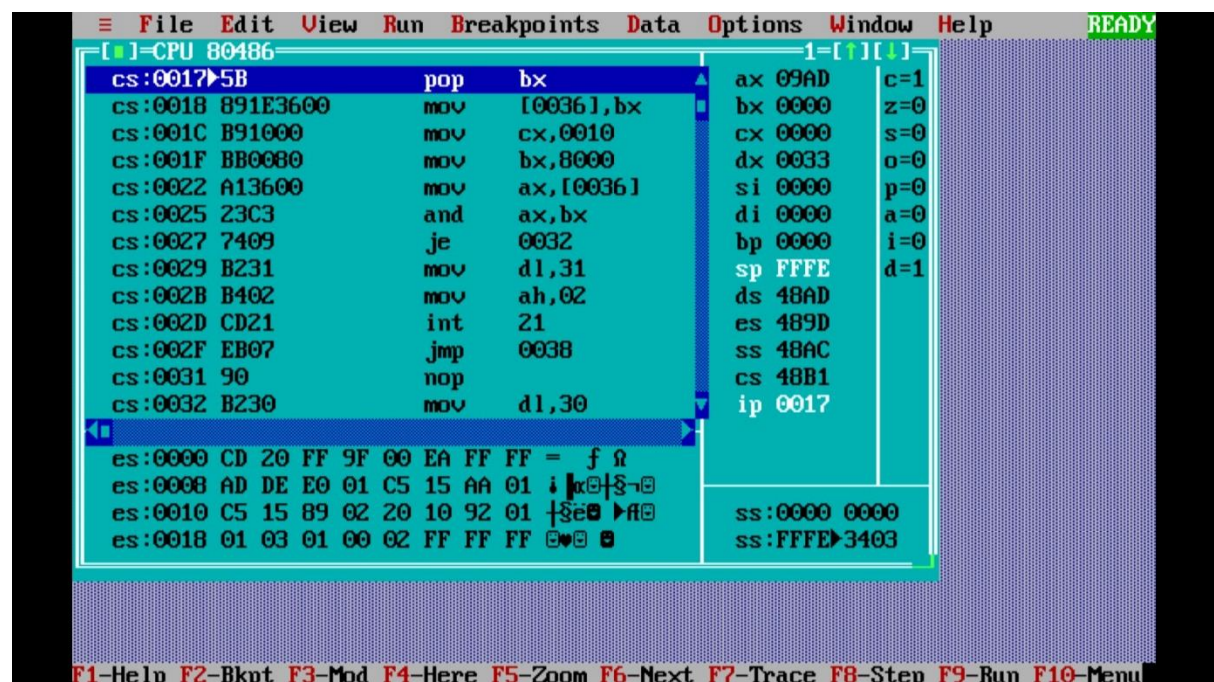 ≡ File Edit View Run Breakpoints Data Options Window Help READY
[■]=CPU 80486 1=[↑][↓]
cs:0017▶5B pop bx ax 09AD c=1
cs:0018 891E3600 mov [0036],bx bx 0000 z=0
cs:001C B91000 mov cx,0010 cx 0000 s=0
cs:001F BB0080 mov bx,8000 dx 0033 o=0
cs:0022 A13600 mov ax,[0036] si 0000 p=0
cs:0025 23C3 and ax,bx di 0000 a=0
cs:0027 7409 je 0032 bp 0000 i=0
cs:0029 B231 mov dl,31 sp FFFE d=1
cs:002B B402 mov ah,02 ds 48AD
cs:002D CD21 int 21 es 489D
cs:002F EB07 jmp 0038 ss 48AC
cs:0031 90 nop cs 48B1
cs:0032 B230 mov dl,30 ip 0017
es:0000 CD 20 FF 9F 00 EA FF FF = ƒ Ω
es:0008 AD DE E0 01 C5 15 AA 01 ¡▐α☺┼§¬☺
es:0010 C5 15 89 02 20 10 92 01 ┼§ë☻ ▶Æ☺ ss:0000 0000
es:0018 01 03 01 00 02 FF FF FF ☺♥☺ ☻ ss:FFFE▶3403
F1-Help F2-Bkpt F3-Mod F4-Here F5-Zoom F6-Next F7-Trace F8-Step F9-Run F10-Menu